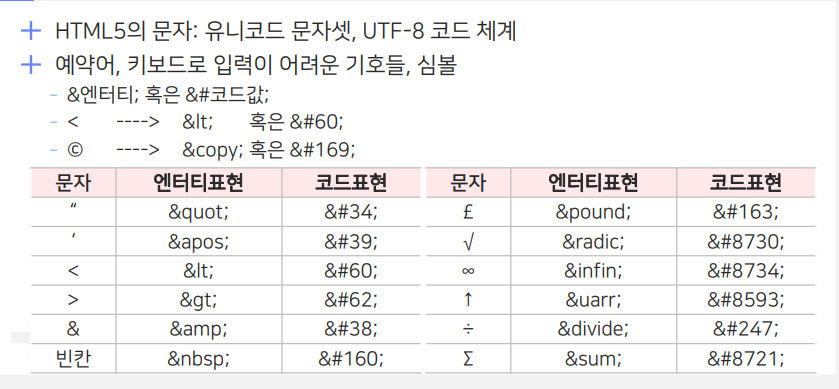 HTML5의 문자: 유니코드 문자셋, UTF-8 코드 체계
예약어, 키보드로 입력이 어려운 기호들, 심볼
- &엔터티; 혹은 &#코드값;
- < ----> &lt; 혹은 &#60;
- © ----> &copy; 혹은 &#169;
문자 엔터티표현 코드표현 문자 엔터티표현 코드표현
“ &quot; &#34; £ &pound; &#163;
‘ &apos; &#39; √ &radic; &#8730;
< &lt; &#60; ∞ &infin; &#8734;
> &gt; &#62; ↑ &uarr; &#8593;
& &amp; &#38; ÷ &divide; &#247;
빈칸 &nbsp; &#160; Σ &sum; &#8721;